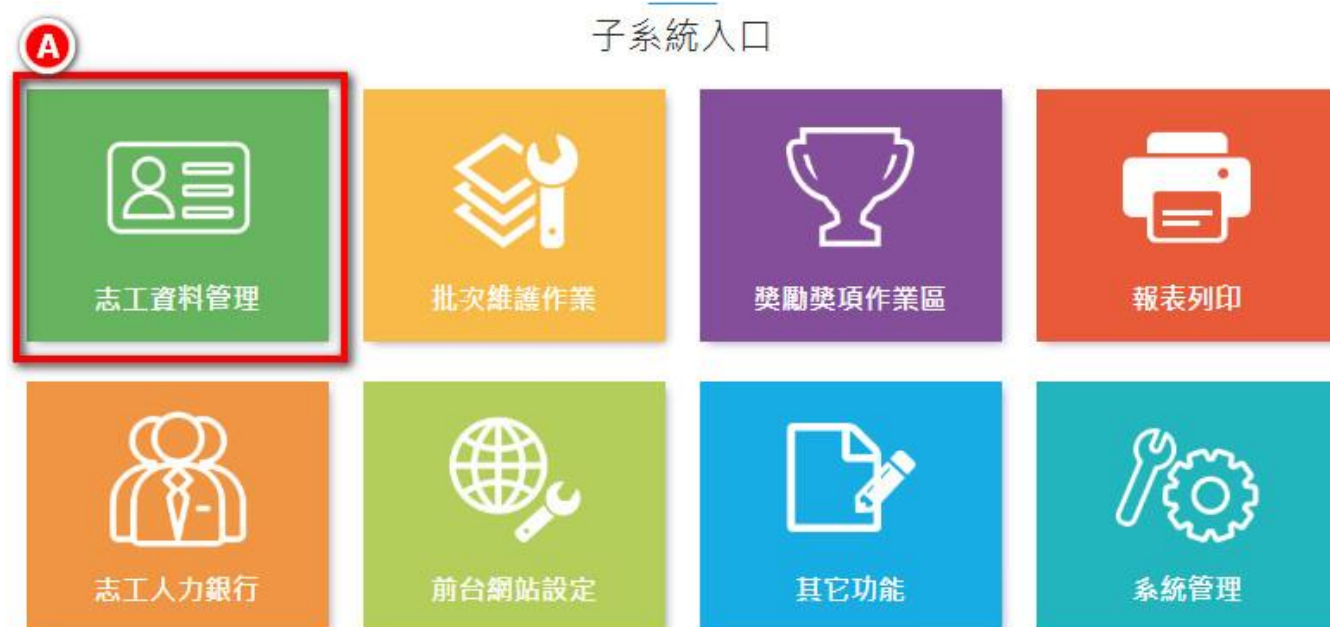 子系統入口
A
志工資料管理
批次維護作業
獎勵獎項作業區
報表列印
志工人力銀行
前台網站設定
其它功能
系統管理